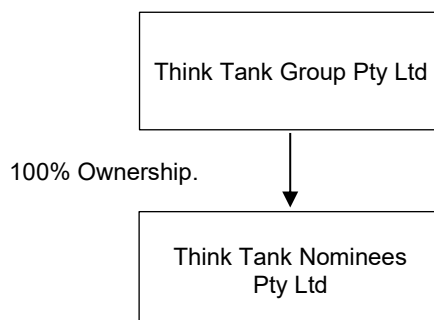 Think Tank Group Pty Ltd
100% Ownership.
Think Tank Nominees
Pty Ltd